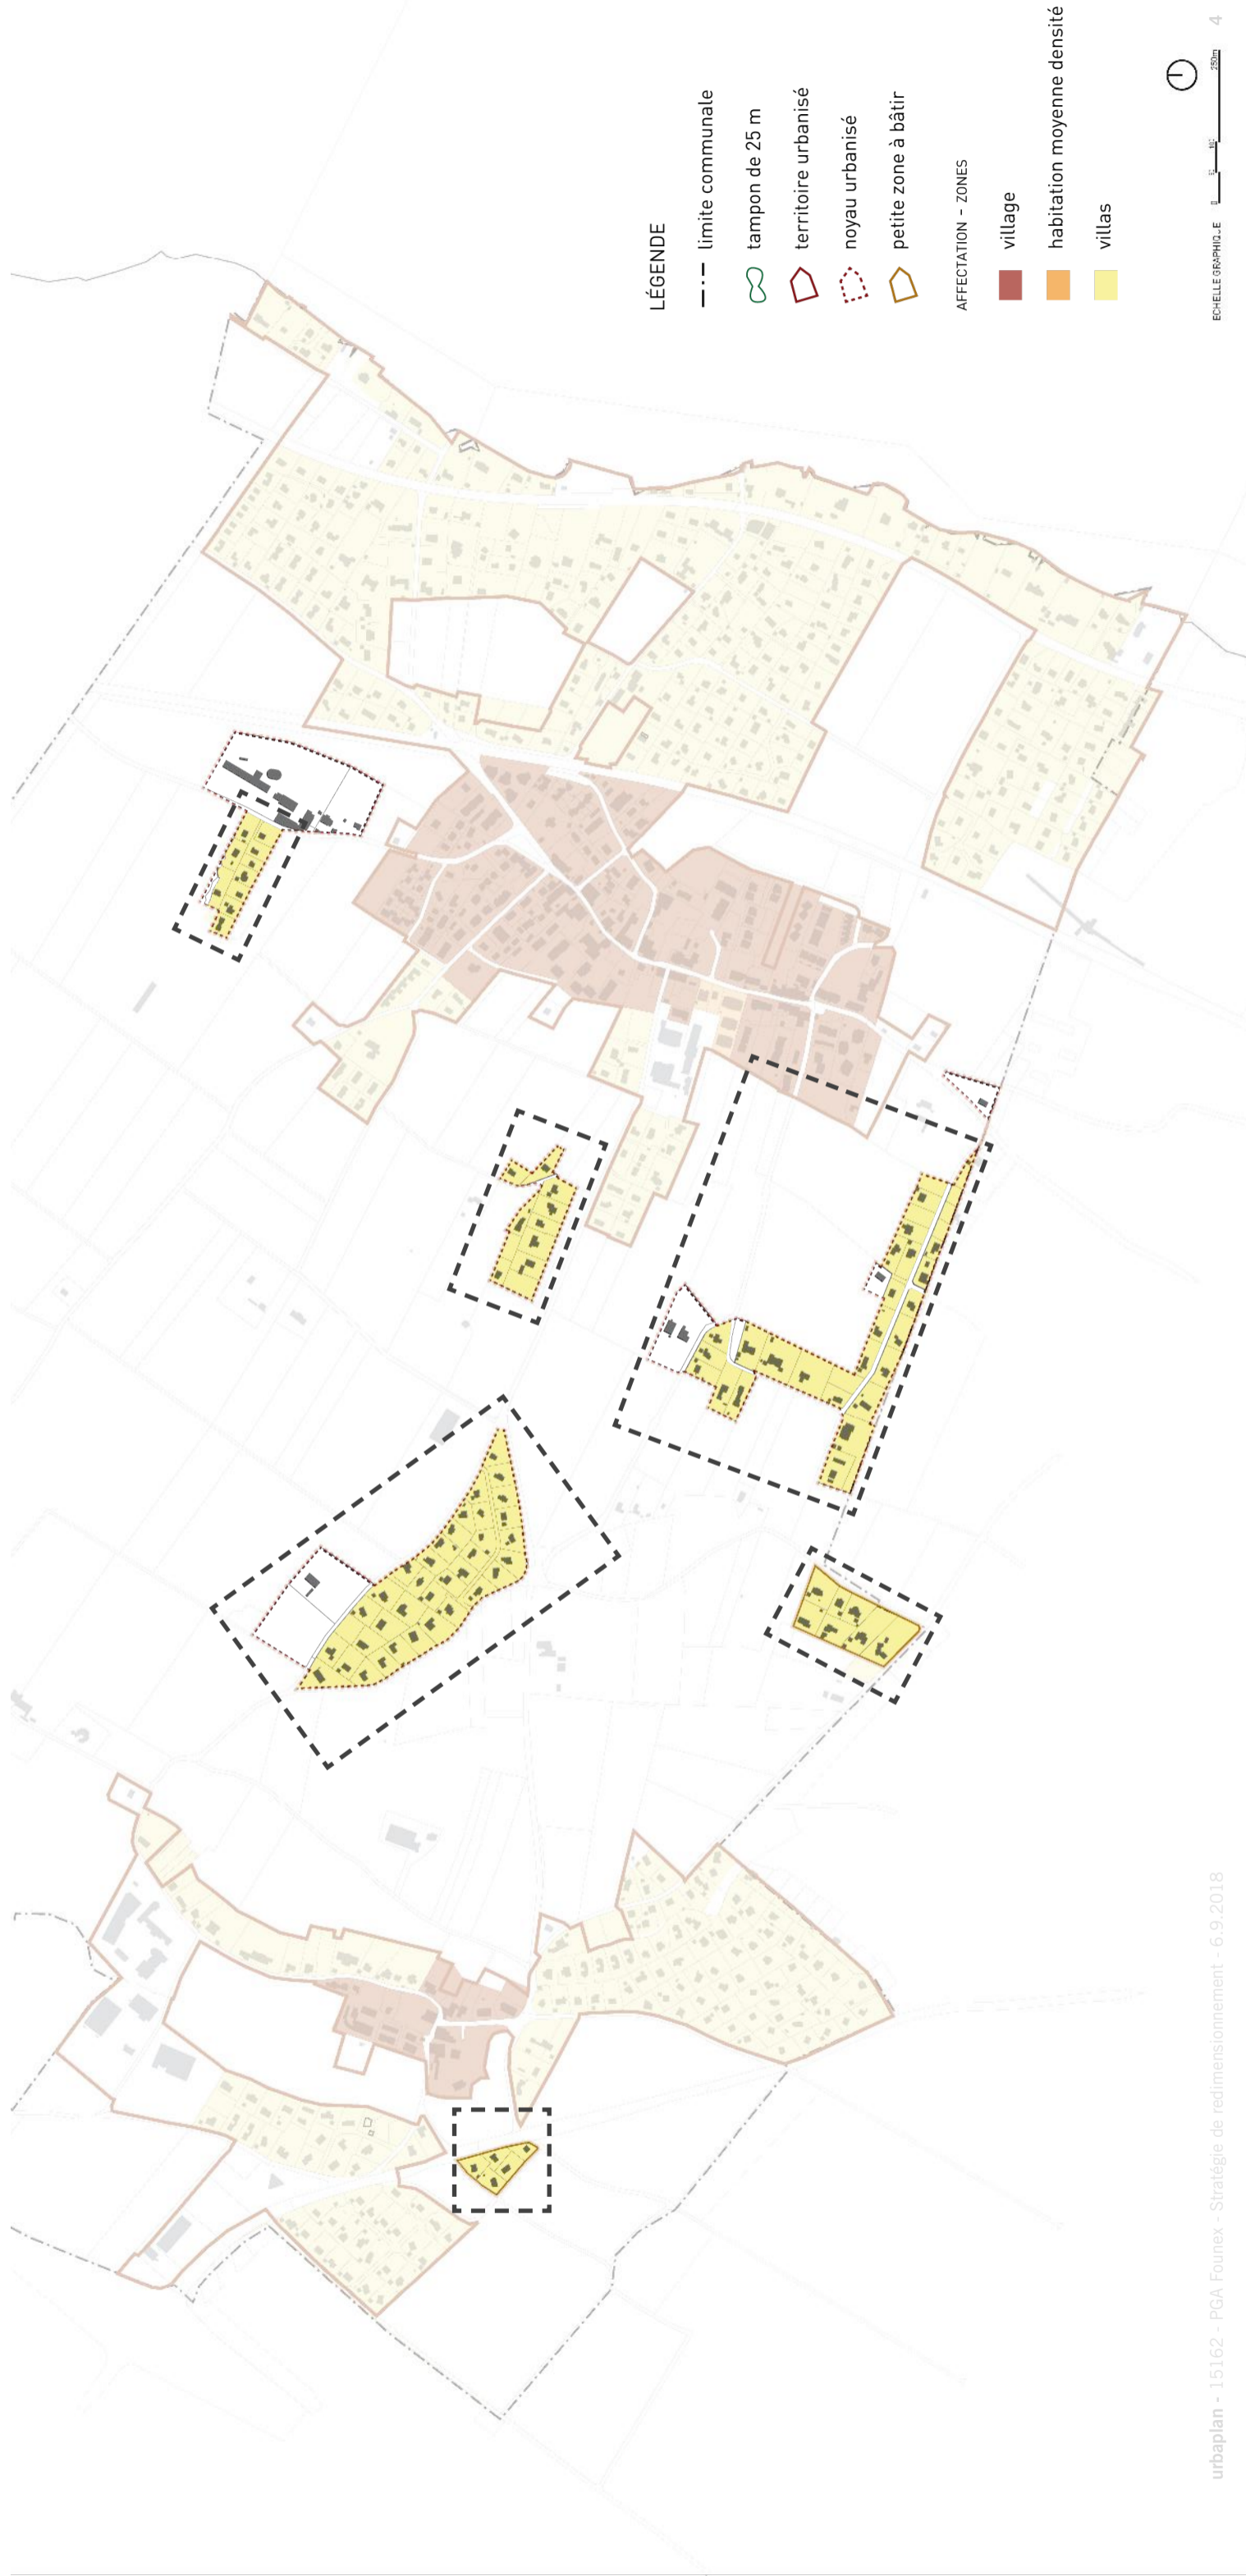 LÉGENDE
limite communale
tampon de 25 m
territoire urbanisé
noyau urbanisé
petite zone à bâtir
AFFECTATION - ZONES
village
habitation moyenne densité
villas
ECHELLE GRAPHIQUE 0 250m
urbaplan - 15162 - PGA Founex - Stratégie de redimensionnement - 6.9.2018 4